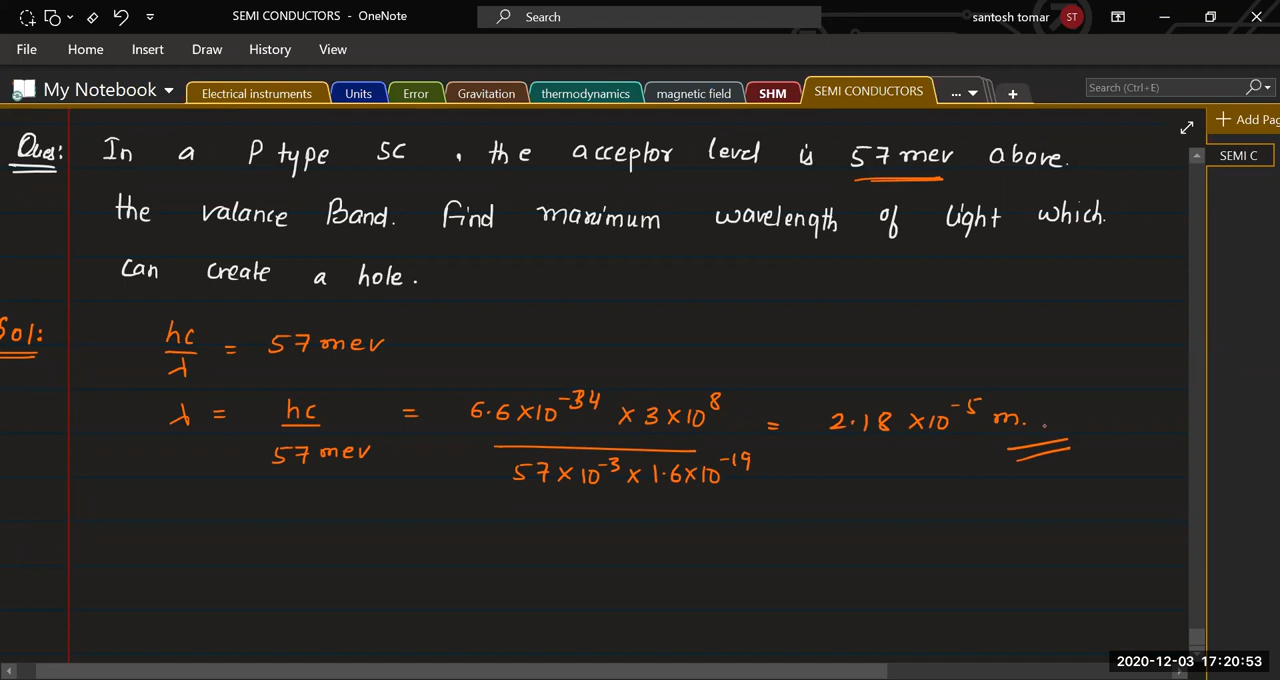 SEMI CONDUCTORS - OneNote
Search
santosh tomar ST
File Home Insert Draw History View
My Notebook
Electrical instruments Units Error Gravitation thermodynamics magnetic field SHM SEMI CONDUCTORS ... +
Search (Ctrl+E)
+ Add Pag
SEMI C
Ques: In a P type SC, the acceptor level is 57 mev above.
the valance Band. Find maximum wavelength of light which.
can create a hole.
Sol:
hc/λ = 57 mev
λ = hc/57 mev = 6.6×10⁻³⁴ × 3×10⁸ / 57×10⁻³×1.6×10⁻¹⁹ = 2.18×10⁻⁵ m.
2020-12-03 17:20:53